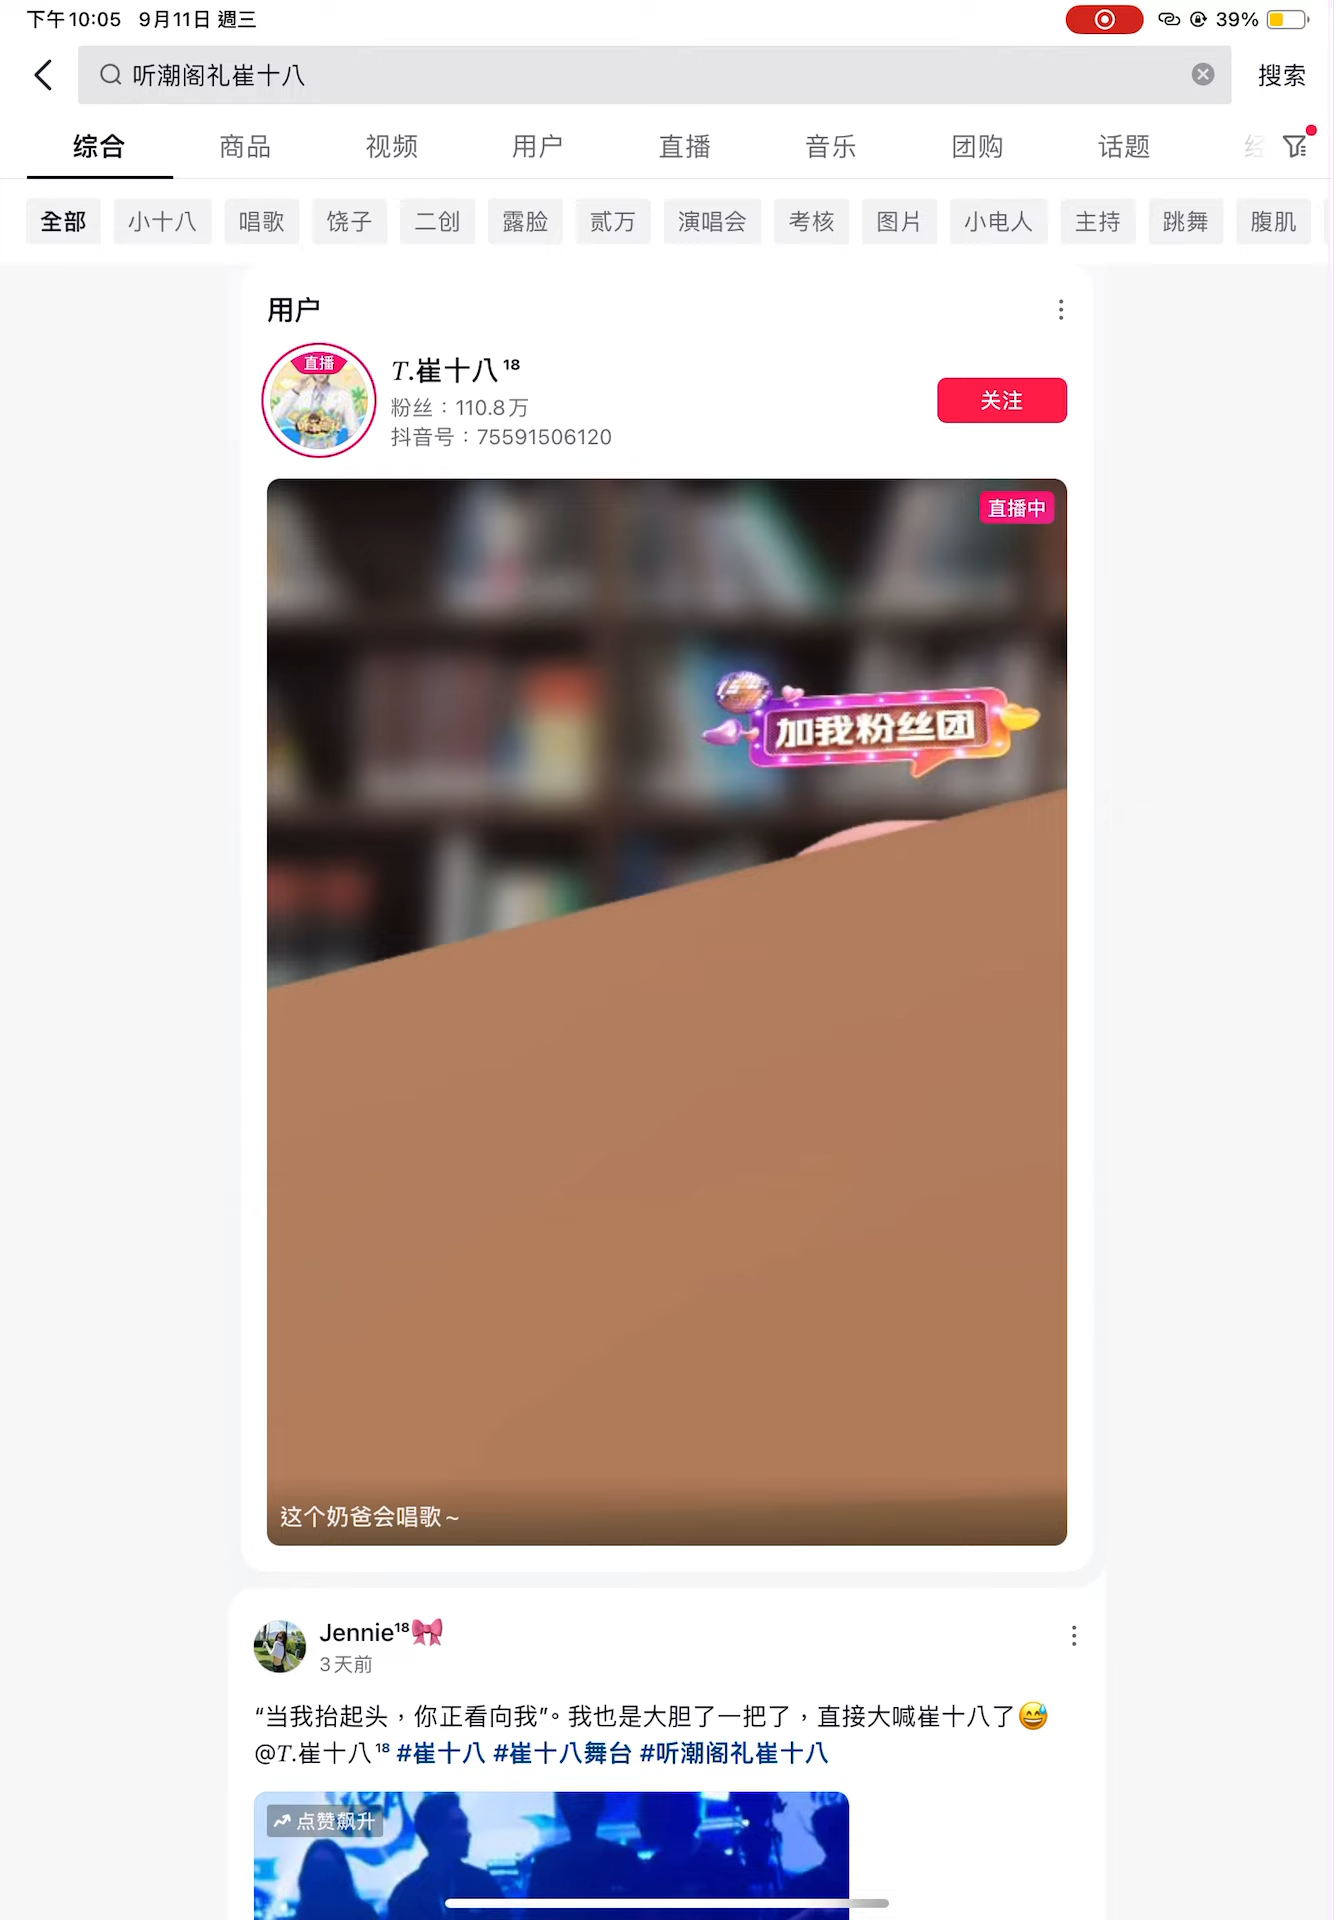 下午10:05 9月11日 週三
39%
听潮阁礼崔十八
搜索
综合 商品 视频 用户 直播 音乐 团购 话题
全部 小十八 唱歌 饶子 二创 露脸 贰万 演唱会 考核 图片 小电人 主持 跳舞 腹肌
用户
直播
T.崔十八¹⁸
粉丝：110.8万
关注
抖音号：75591506120
直播中
加我粉丝团
这个奶爸会唱歌~
Jennie¹⁸🎀
3天前
“当我抬起头，你正看向我”。我也是大胆了一把了，直接大喊崔十八了😅
@T.崔十八¹⁸ #崔十八 #崔十八舞台 #听潮阁礼崔十八
点赞飙升